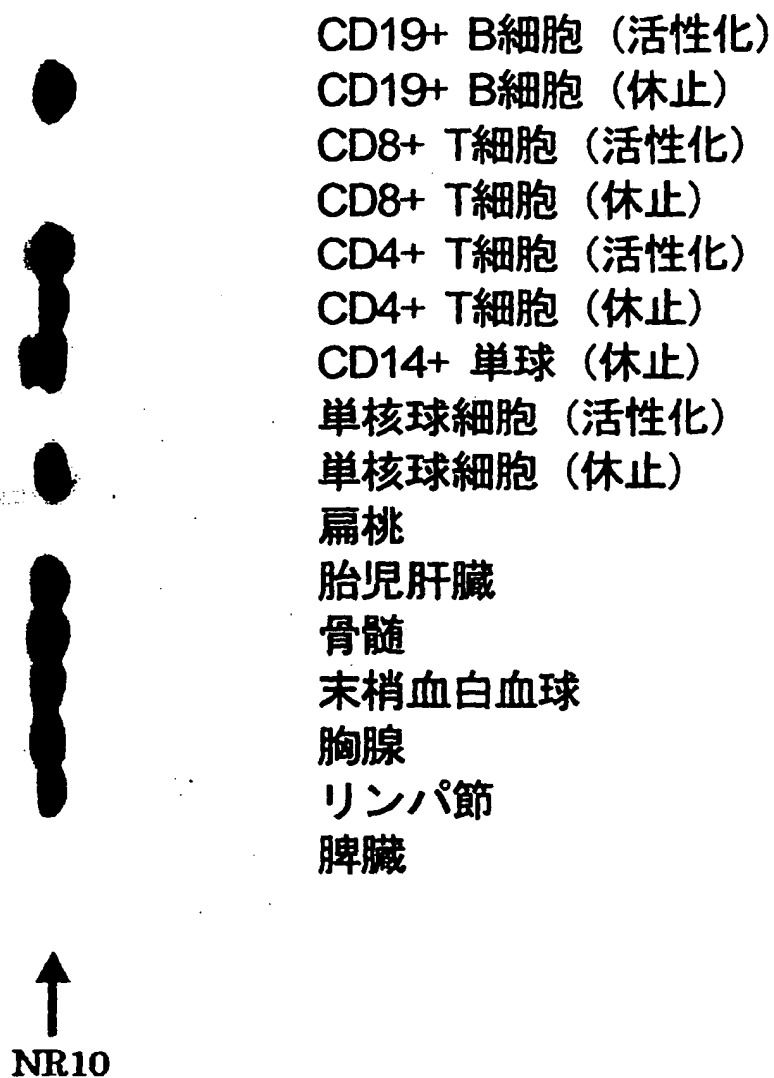 CD19+ B細胞（活性化）
CD19+ B細胞（休止）
CD8+ T細胞（活性化）
CD8+ T細胞（休止）
CD4+ T細胞（活性化）
CD4+ T細胞（休止）
CD14+ 単球（休止）
単核球細胞（活性化）
単核球細胞（休止）
扁桃
胎児肝臓
骨髄
末梢血白血球
胸腺
リンパ節
脾臓
NR10